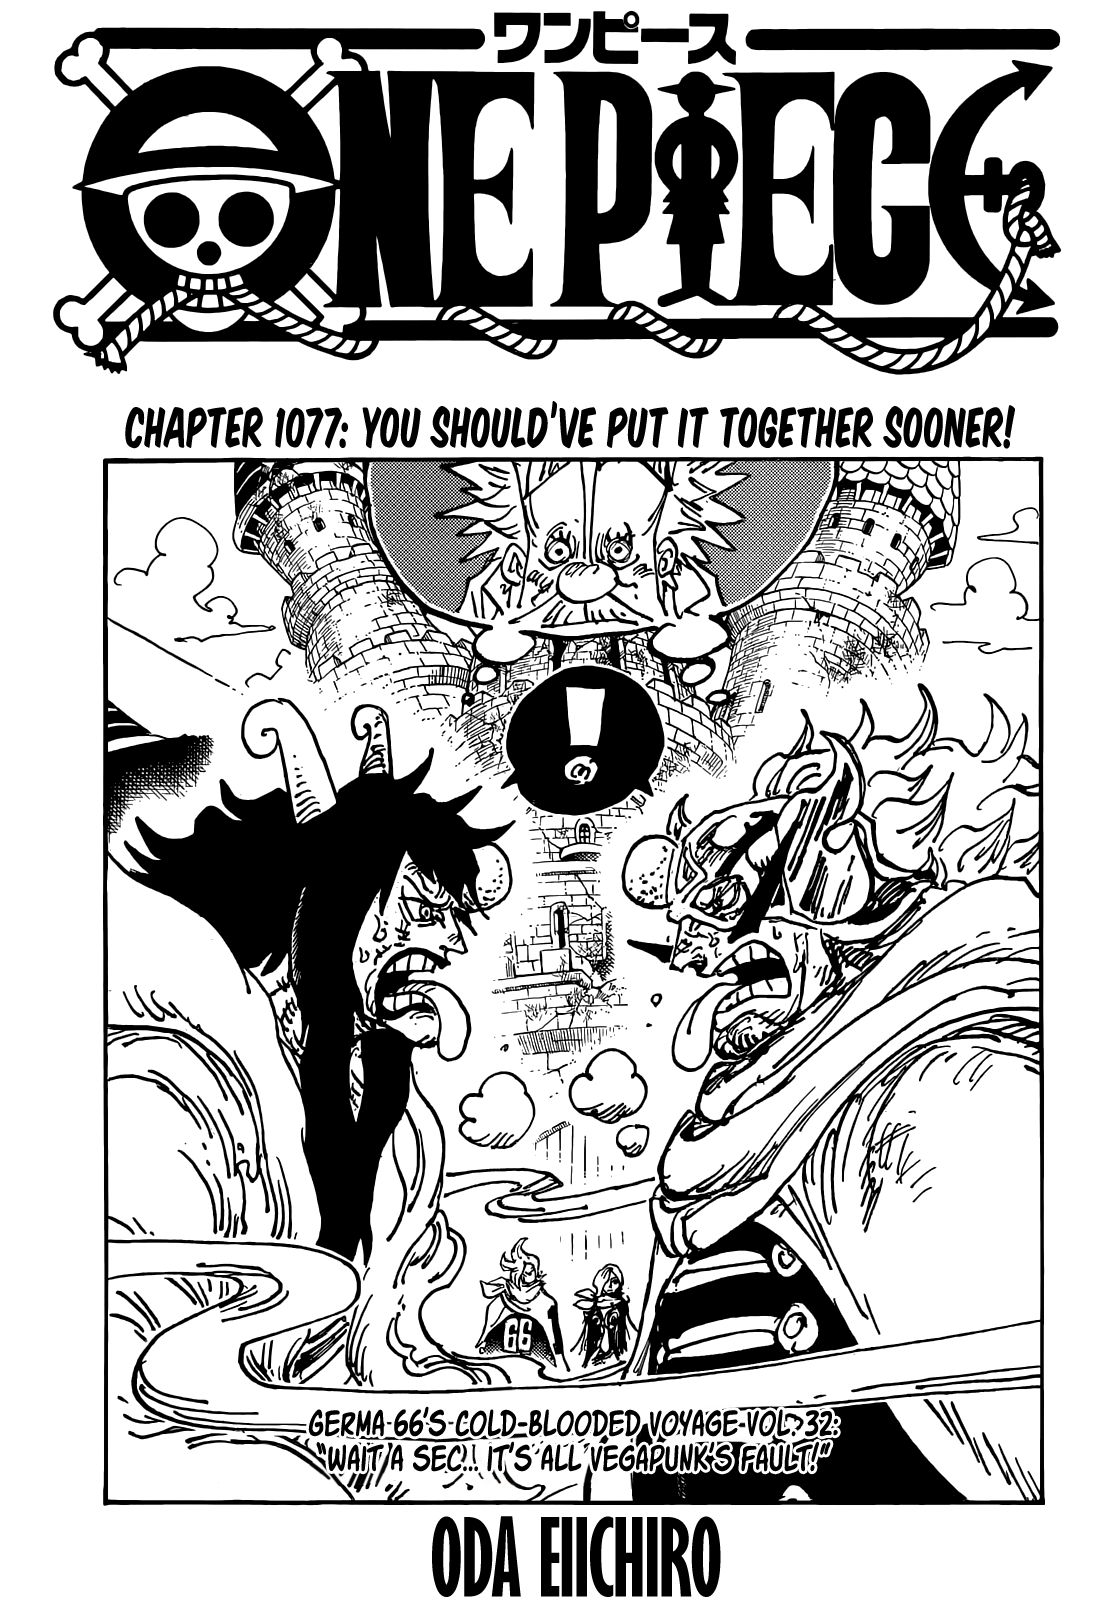 ワンピース
ONE PIECE
CHAPTER 1077: YOU SHOULD'VE PUT IT TOGETHER SOONER!
!
66
GERMA 66'S COLD-BLOODED VOYAGE VOL. 32:
"WAIT A SEC... IT'S ALL VEGAPUNK'S FAULT!"
ODA EIICHIRO